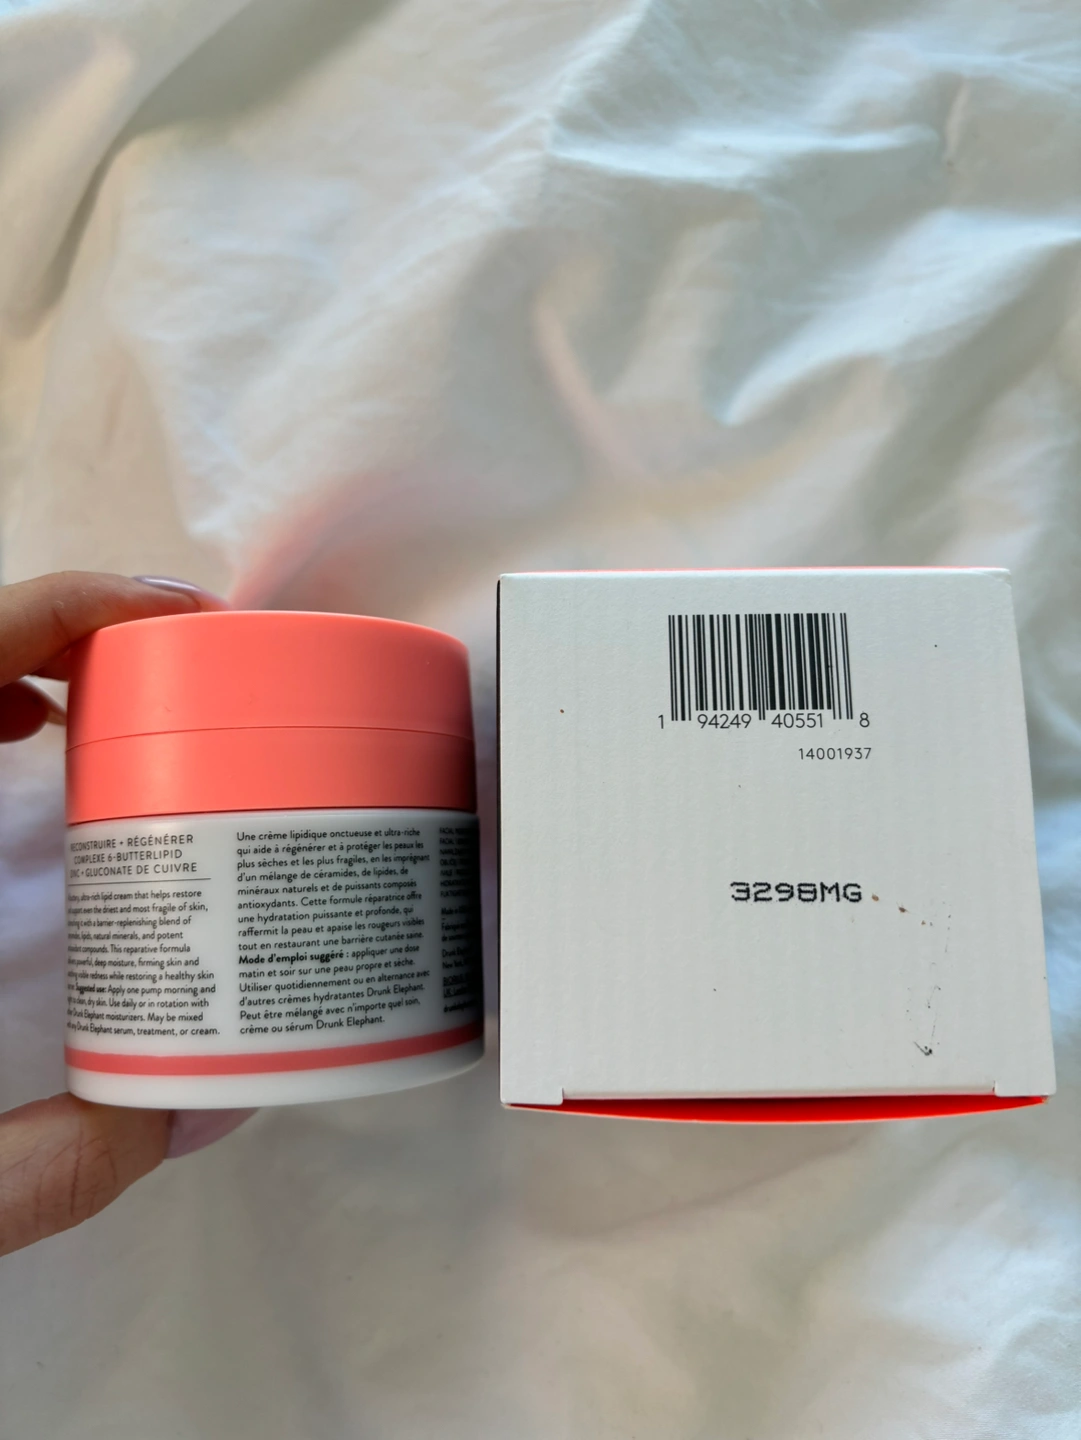 RECONSTRUIRE + RÉGÉNÉRER
COMPLEXE 6-BUTTERLIPID
ZINC + GLUCONATE DE CUIVRE
ultra-rich lipid cream that helps restore
support even the driest and most fragile of skin,
it with a barrier-replenishing blend of
lipids, natural minerals, and potent
compounds. This reparative formula
powerful, deep moisture, firming skin and
visible redness while restoring a healthy skin
Suggested use: Apply one pump morning and
to clean, dry skin. Use daily or in rotation with
Drunk Elephant moisturizers. May be mixed
any Drunk Elephant serum, treatment, or cream.
Une crème lipidique onctueuse et ultra-riche
qui aide à régénérer et à protéger les peaux les
plus sèches et les plus fragiles, en les imprégnant
d'un mélange de céramides, de lipides, de
minéraux naturels et de puissants composés
antioxydants. Cette formule réparatrice offre
une hydratation puissante et profonde, qui
raffermit la peau et apaise les rougeurs visibles
tout en restaurant une barrière cutanée saine.
Mode d'emploi suggéré : appliquer une dose
matin et soir sur une peau propre et sèche.
Utiliser quotidiennement ou en alternance avec
d'autres crèmes hydratantes Drunk Elephant.
Peut être mélangé avec n'importe quel soin,
crème ou sérum Drunk Elephant.
1 94249 40551 8
14001937
3298MG